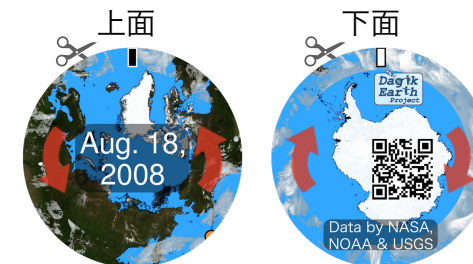 上面
下面
Aug. 18,
2008
Dagik
Earth
Project
Data by NASA,
NOAA & USGS